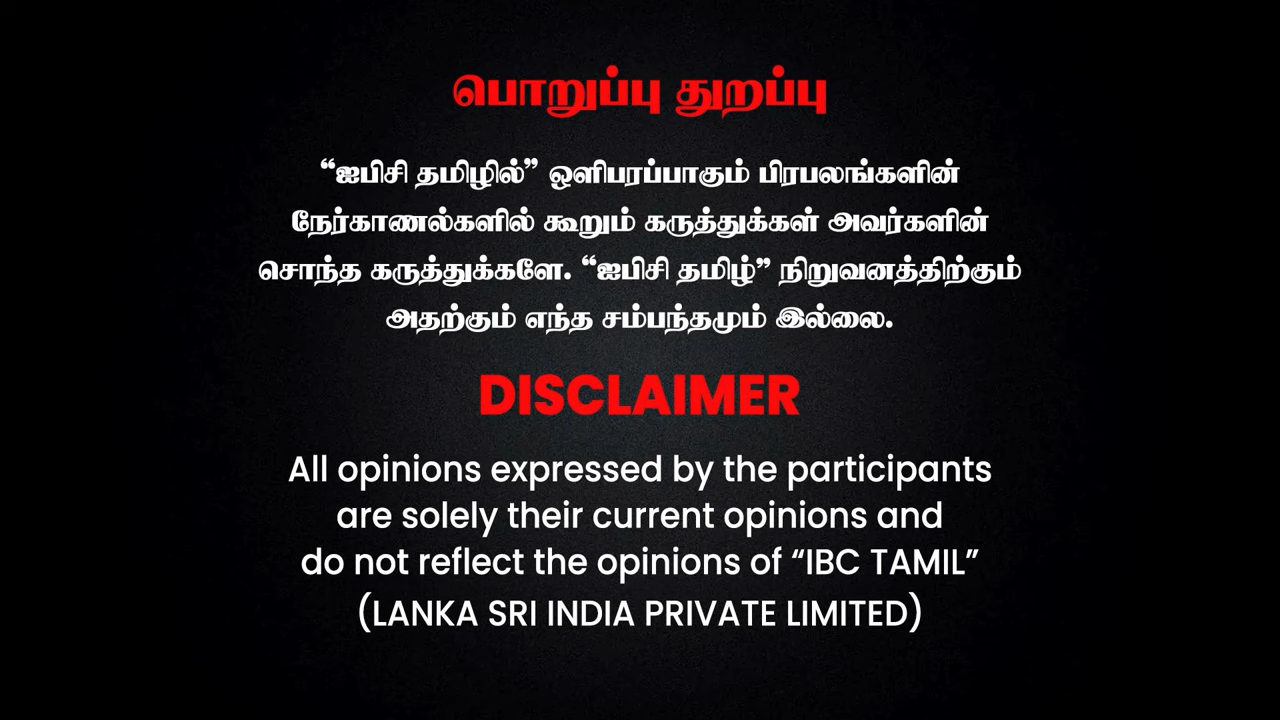 பொறுப்பு துறப்பு
“ஐபிசி தமிழில்” ஒளிபரப்பாகும் பிரபலங்களின்
நேர்காணல்களில் கூறும் கருத்துக்கள் அவர்களின்
சொந்த கருத்துக்களே. “ஐபிசி தமிழ்” நிறுவனத்திற்கும்
அதற்கும் எந்த சம்பந்தமும் இல்லை.
DISCLAIMER
All opinions expressed by the participants
are solely their current opinions and
do not reflect the opinions of “IBC TAMIL”
(LANKA SRI INDIA PRIVATE LIMITED)